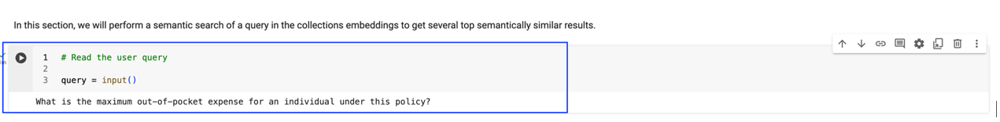 In this section, we will perform a semantic search of a query in the collections embeddings to get several top semantically similar results.
1 # Read the user query
2
3 query = input()
What is the maximum out-of-pocket expense for an individual under this policy?